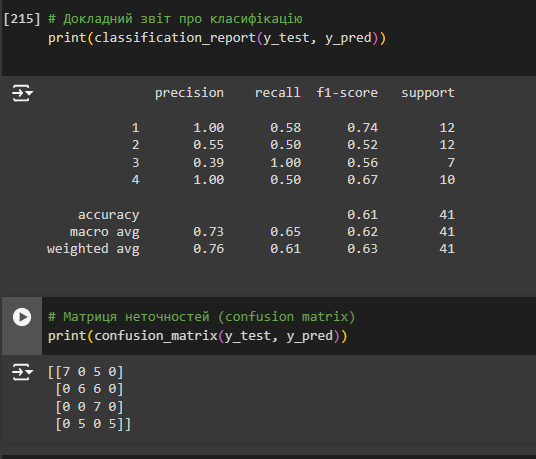 [215] # Докладний звіт про класифікацію
print(classification_report(y_test, y_pred))
precision recall f1-score support
1 1.00 0.58 0.74 12
2 0.55 0.50 0.52 12
3 0.39 1.00 0.56 7
4 1.00 0.50 0.67 10
accuracy 0.61 41
macro avg 0.73 0.65 0.62 41
weighted avg 0.76 0.61 0.63 41
# Матриця неточностей (confusion matrix)
print(confusion_matrix(y_test, y_pred))
[[7 0 5 0]
[0 6 6 0]
[0 0 7 0]
[0 5 0 5]]